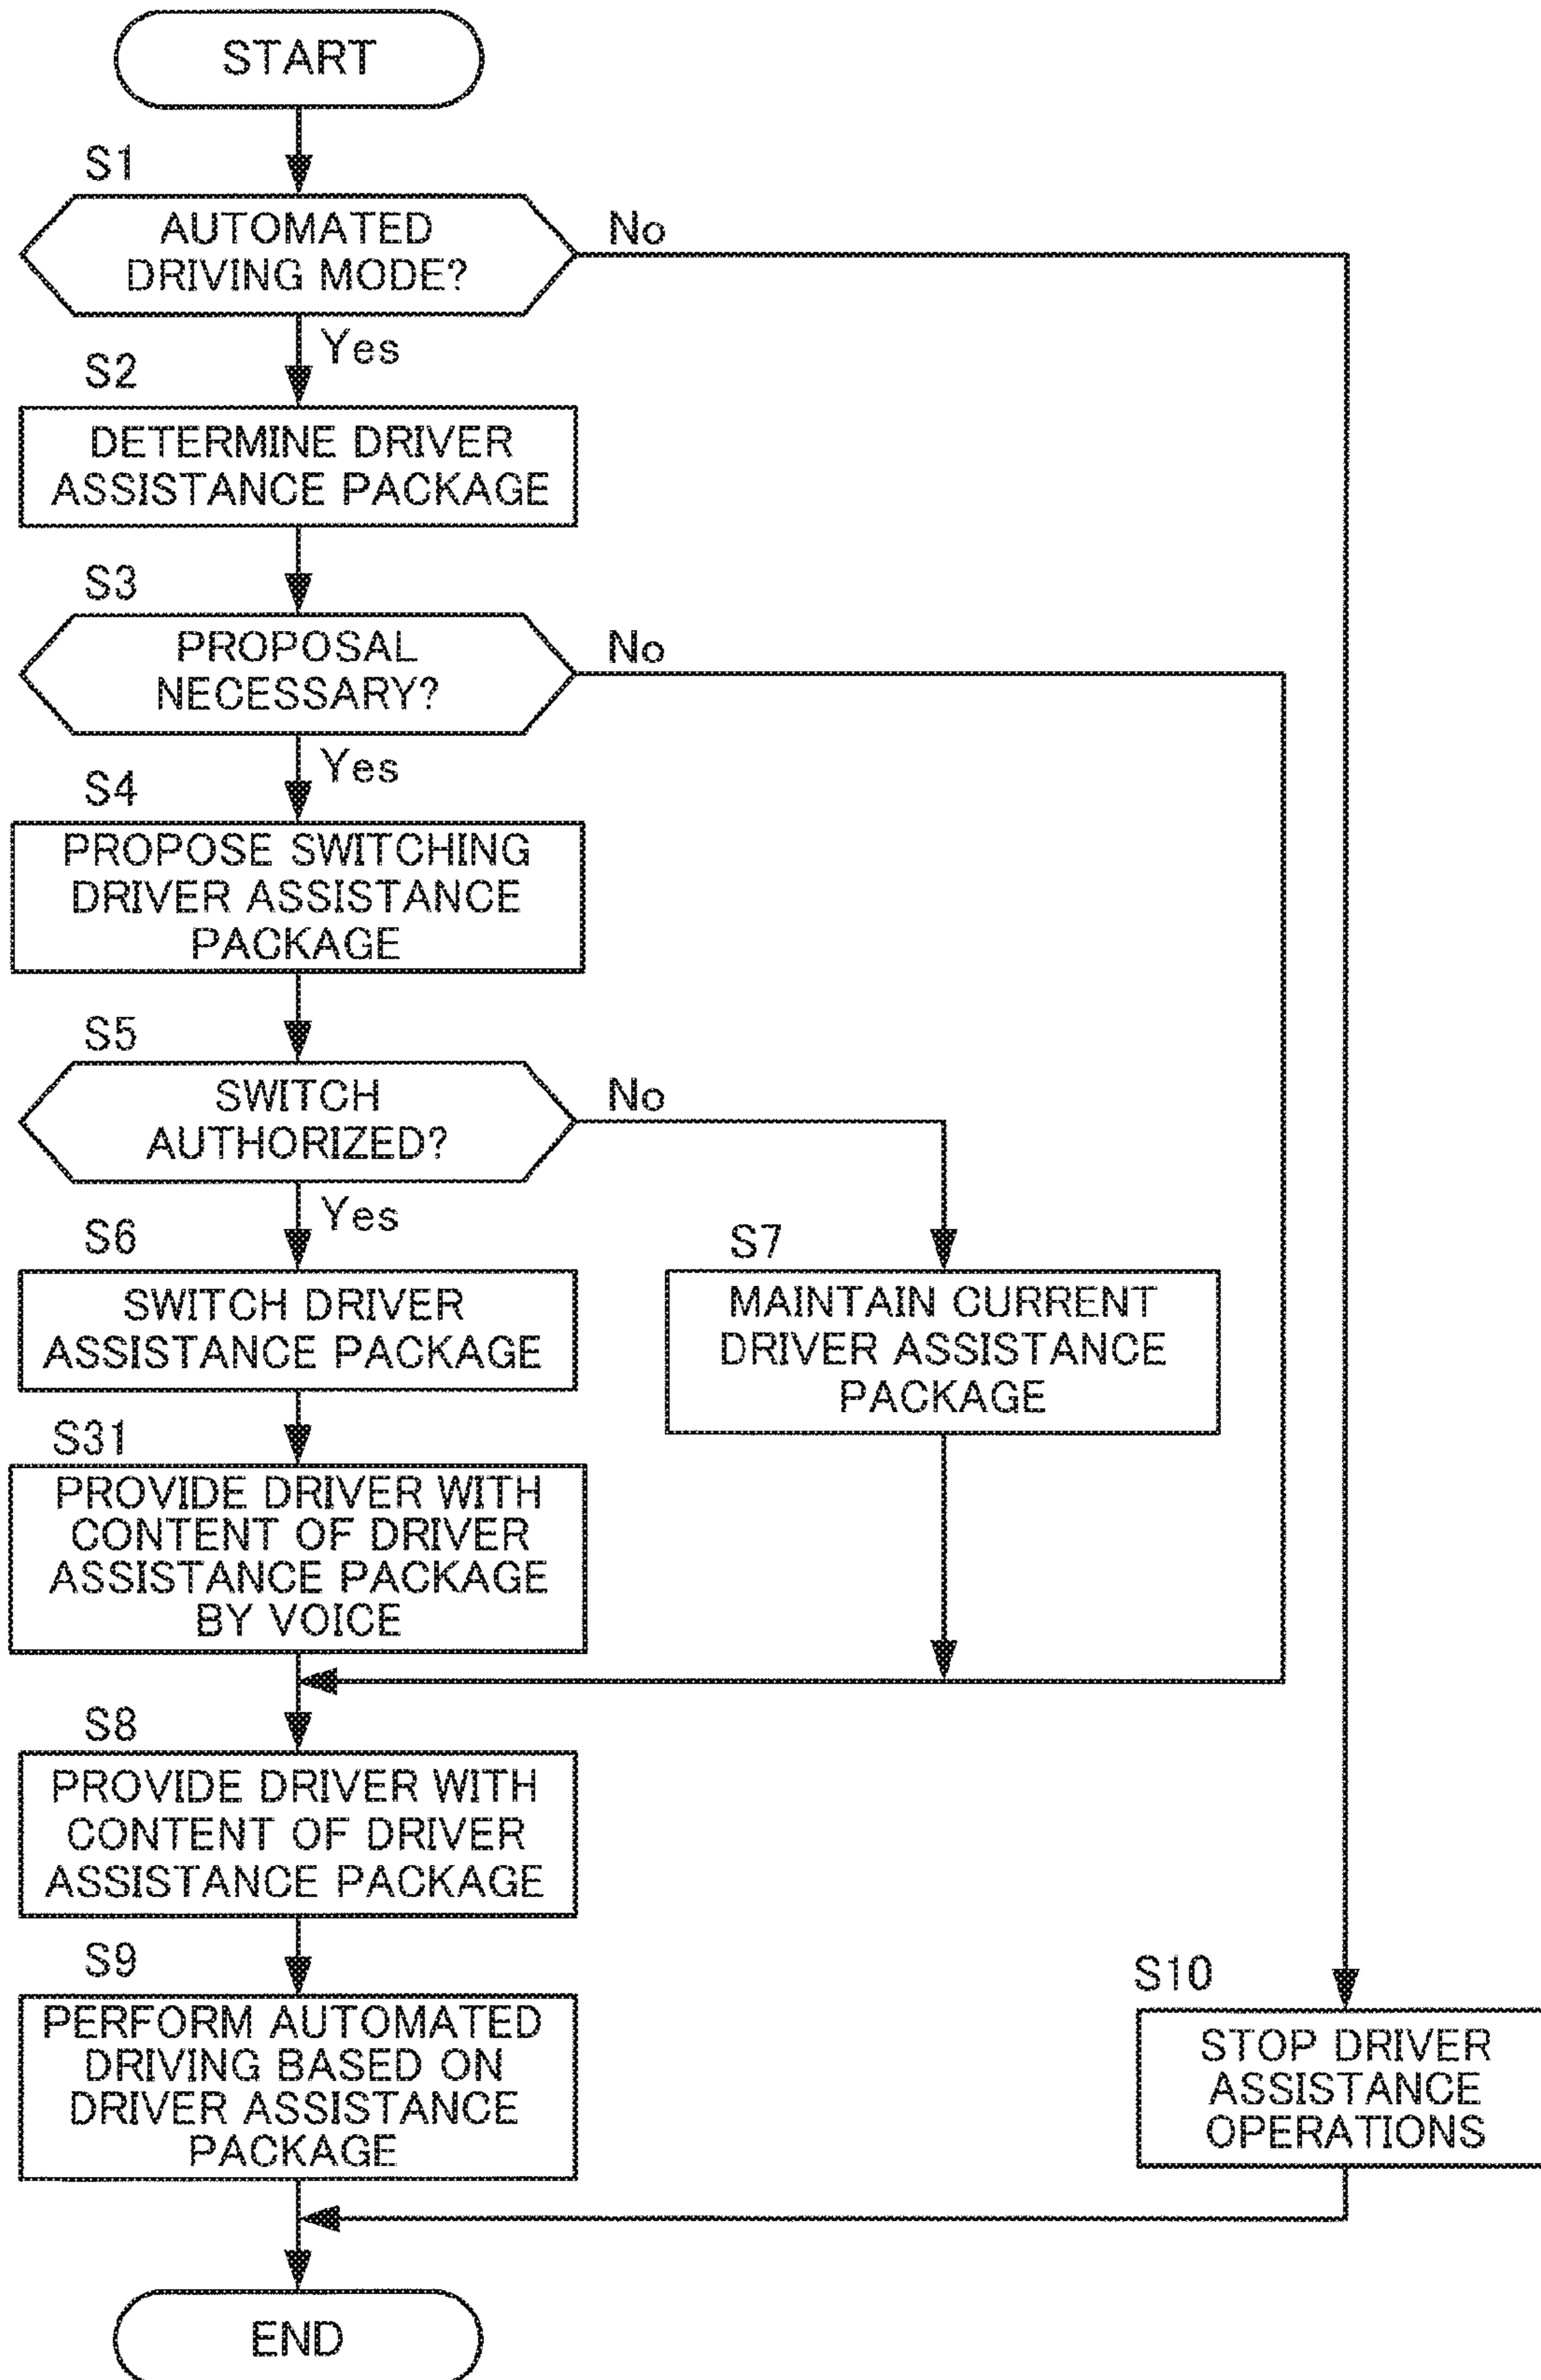 START
S1
AUTOMATED
DRIVING MODE?
No
Yes
S2
DETERMINE DRIVER
ASSISTANCE PACKAGE
S3
PROPOSAL
NECESSARY?
No
Yes
S4
PROPOSE SWITCHING
DRIVER ASSISTANCE
PACKAGE
S5
SWITCH
AUTHORIZED?
No
Yes
S6
SWITCH DRIVER
ASSISTANCE PACKAGE
S7
MAINTAIN CURRENT
DRIVER ASSISTANCE
PACKAGE
S31
PROVIDE DRIVER WITH
CONTENT OF DRIVER
ASSISTANCE PACKAGE
BY VOICE
S8
PROVIDE DRIVER WITH
CONTENT OF DRIVER
ASSISTANCE PACKAGE
S9
PERFORM AUTOMATED
DRIVING BASED ON
DRIVER ASSISTANCE
PACKAGE
S10
STOP DRIVER
ASSISTANCE
OPERATIONS
END